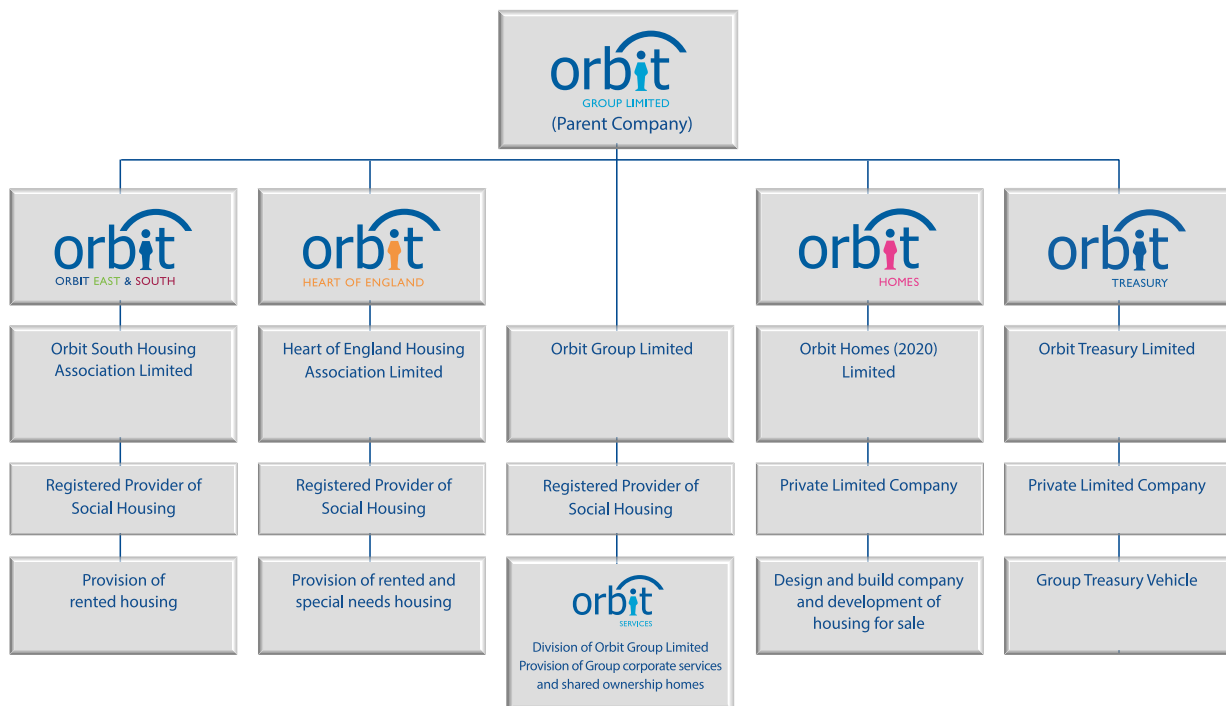 orbit
GROUP LIMITED
(Parent Company)
orbit
ORBIT EAST & SOUTH
Orbit South Housing
Association Limited
Registered Provider of
Social Housing
Provision of
rented housing
orbit
HEART OF ENGLAND
Heart of England Housing
Association Limited
Registered Provider of
Social Housing
Provision of rented and
special needs housing
Orbit Group Limited
Registered Provider of
Social Housing
orbit
SERVICES
Division of Orbit Group Limited
Provision of Group corporate services
and shared ownership homes
orbit
HOMES
Orbit Homes (2020)
Limited
Private Limited Company
Design and build company
and development of
housing for sale
orbit
TREASURY
Orbit Treasury Limited
Private Limited Company
Group Treasury Vehicle